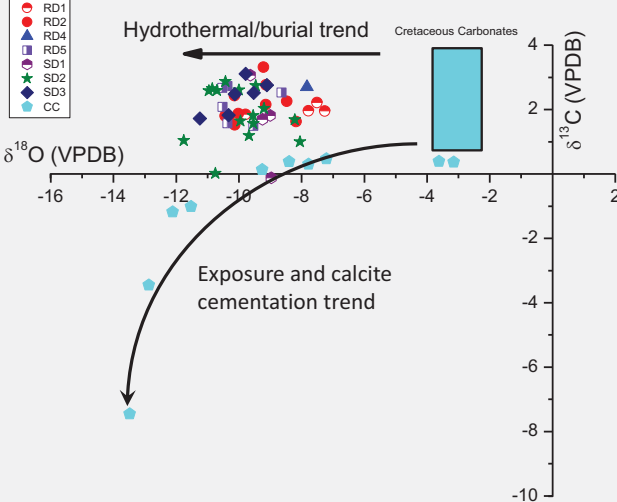 RD1
RD2
RD4
RD5
SD1
SD2
SD3
CC
Hydrothermal/burial trend
Cretaceous Carbonates
δ18O (VPDB)
δ13C (VPDB)
4
2
-16 -14 -12 -10 -8 -6 -4 -2 2
-2
-4
-6
-8
-10
Exposure and calcite
cementation trend